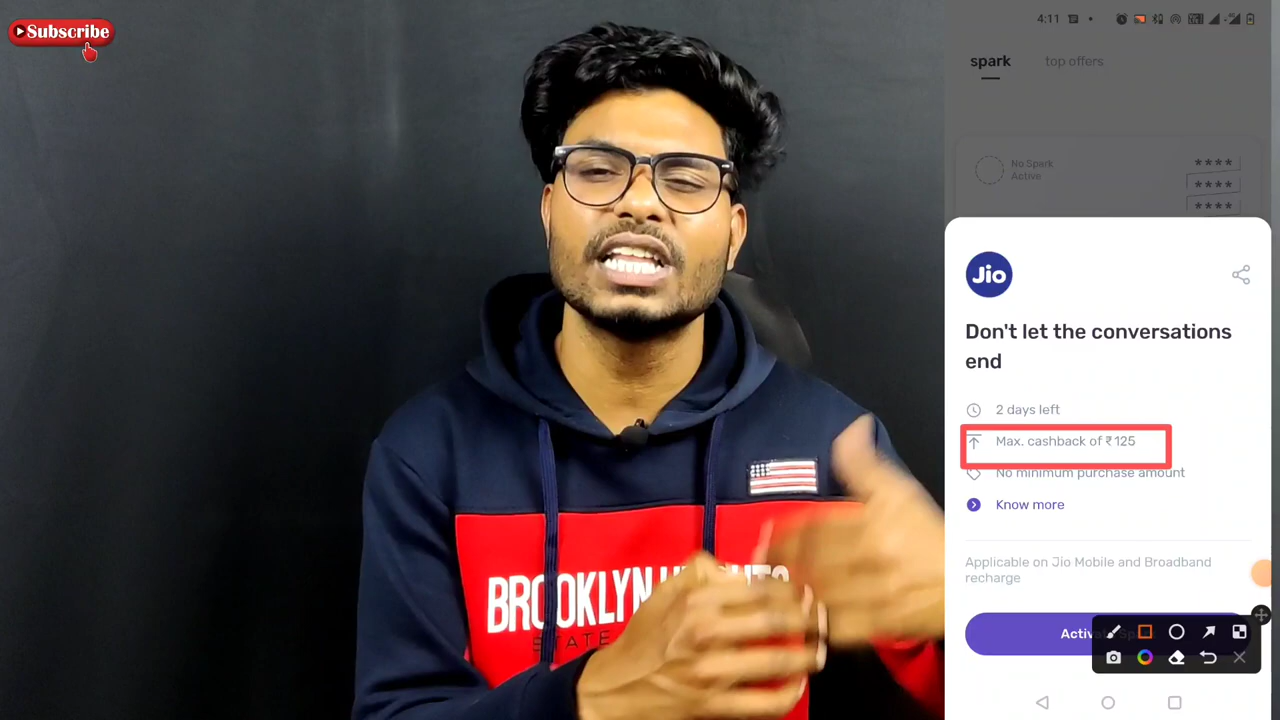 Subscribe
BROOKLYN
STATE
4:11
spark
top offers
No Spark
Active
****
****
****
Jio
Don't let the conversations
end
2 days left
Max. cashback of ₹125
No minimum purchase amount
Know more
Applicable on Jio Mobile and Broadband
recharge